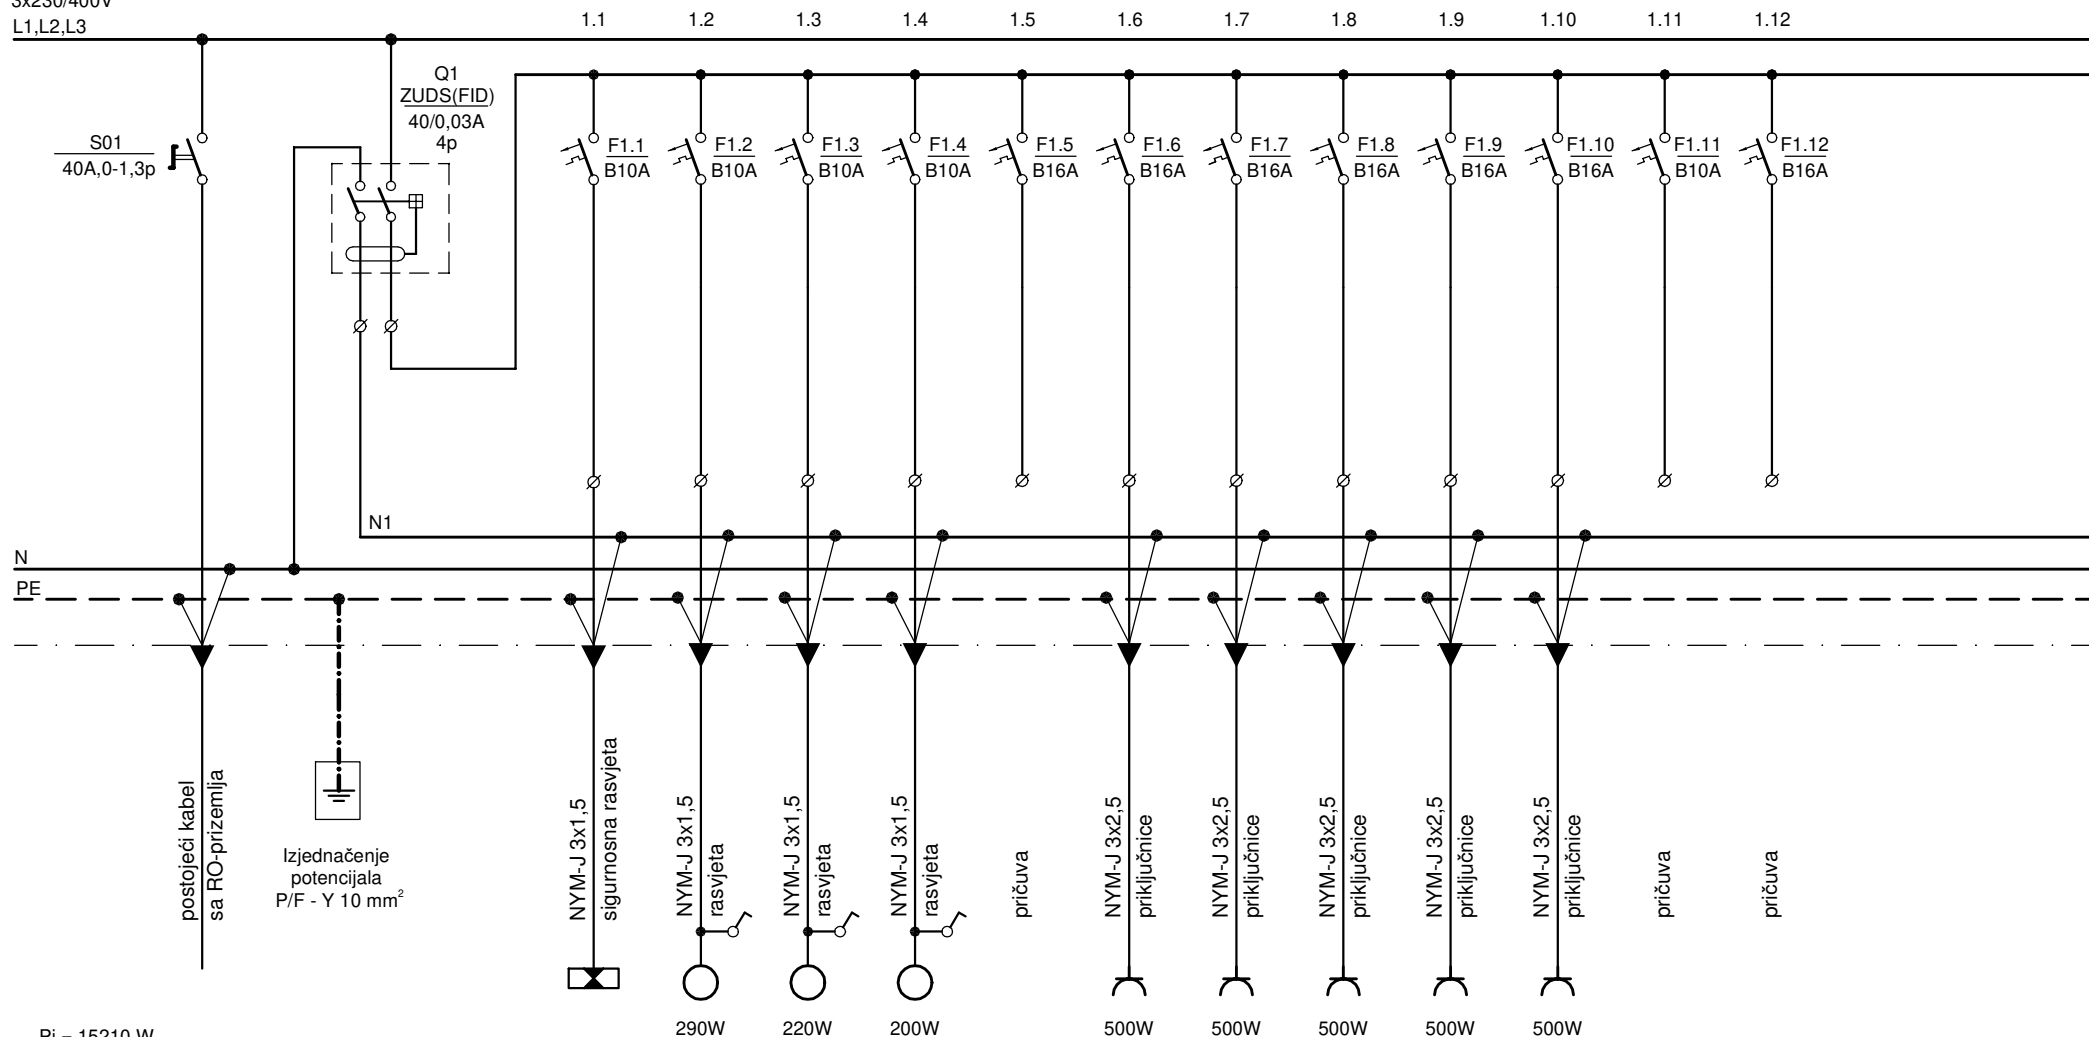 3x230/400V
L1,L2,L3
1.1
1.2
1.3
1.4
1.5
1.6
1.7
1.8
1.9
1.10
1.11
1.12
Q1
ZUDS(FID)
40/0,03A
4p
S01
40A,0-1,3p
F1.1
B10A
F1.2
B10A
F1.3
B10A
F1.4
B10A
F1.5
B16A
F1.6
B16A
F1.7
B16A
F1.8
B16A
F1.9
B16A
F1.10
B16A
F1.11
B10A
F1.12
B16A
N1
N
PE
postojeći kabel
sa RO-prizemlja
Izjednačenje
potencijala
P/F - Y 10 mm²
NYM-J 3x1,5
sigurnosna rasvjeta
NYM-J 3x1,5
rasvjeta
NYM-J 3x1,5
rasvjeta
NYM-J 3x1,5
rasvjeta
pričuva
NYM-J 3x2,5
priključnice
NYM-J 3x2,5
priključnice
NYM-J 3x2,5
priključnice
NYM-J 3x2,5
priključnice
NYM-J 3x2,5
priključnice
pričuva
pričuva
290W
220W
200W
500W
500W
500W
500W
500W
Pi = 15210 W